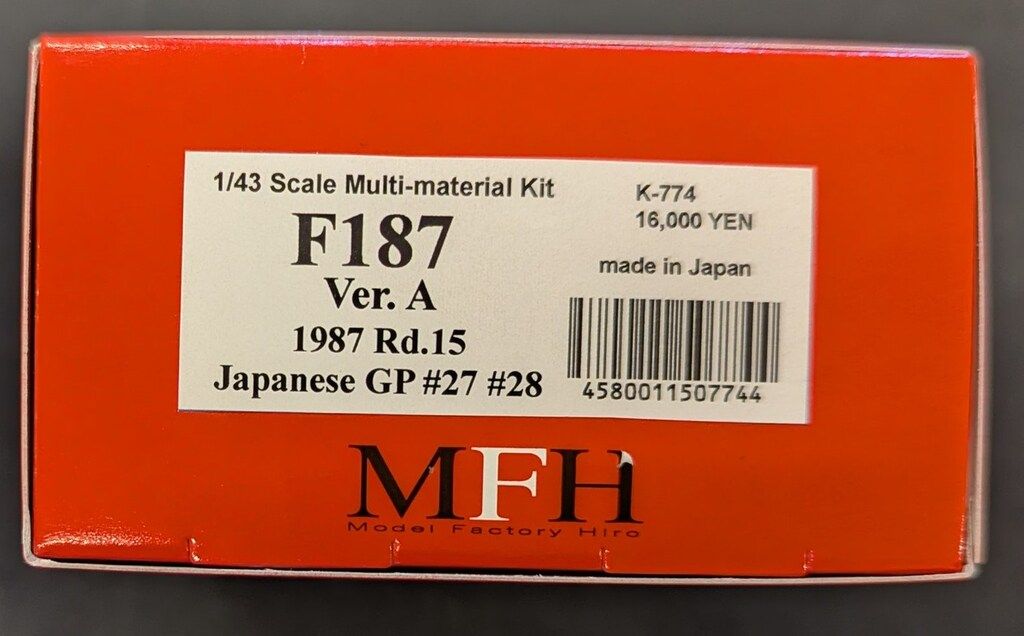 1/43 Scale Multi-material Kit
F187
Ver. A
1987 Rd.15
Japanese GP #27 #28
K-774
16,000 YEN
made in Japan
4580011507744
MFH
Model Factory Hiro